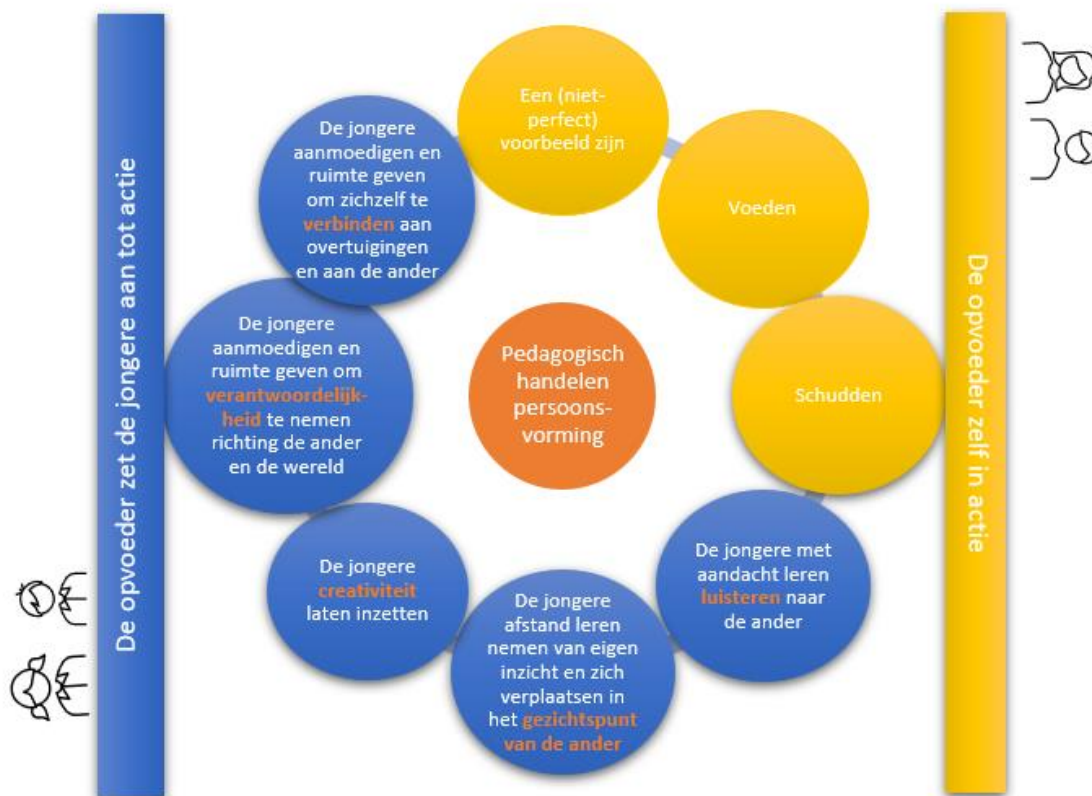 De opvoeder zet de jongere aan tot actie
Een (niet-
perfect)
voorbeeld zijn
Voeden
Schudden
De jongere met
aandacht leren
luisteren naar
de ander
De jongere
afstand leren
nemen van eigen
inzicht en zich
verplaatsen in
het gezichtspunt
van de ander
De jongere
creativiteit
laten inzetten
De jongere
aanmoedigen en
ruimte geven om
verantwoordelijk-
heid te nemen
richting de ander
en de wereld
De jongere
aanmoedigen en
ruimte geven
om zichzelf te
verbinden aan
overtuigingen
en aan de ander
Pedagogisch
handelen
persoons-
vorming
De opvoeder zelf in actie